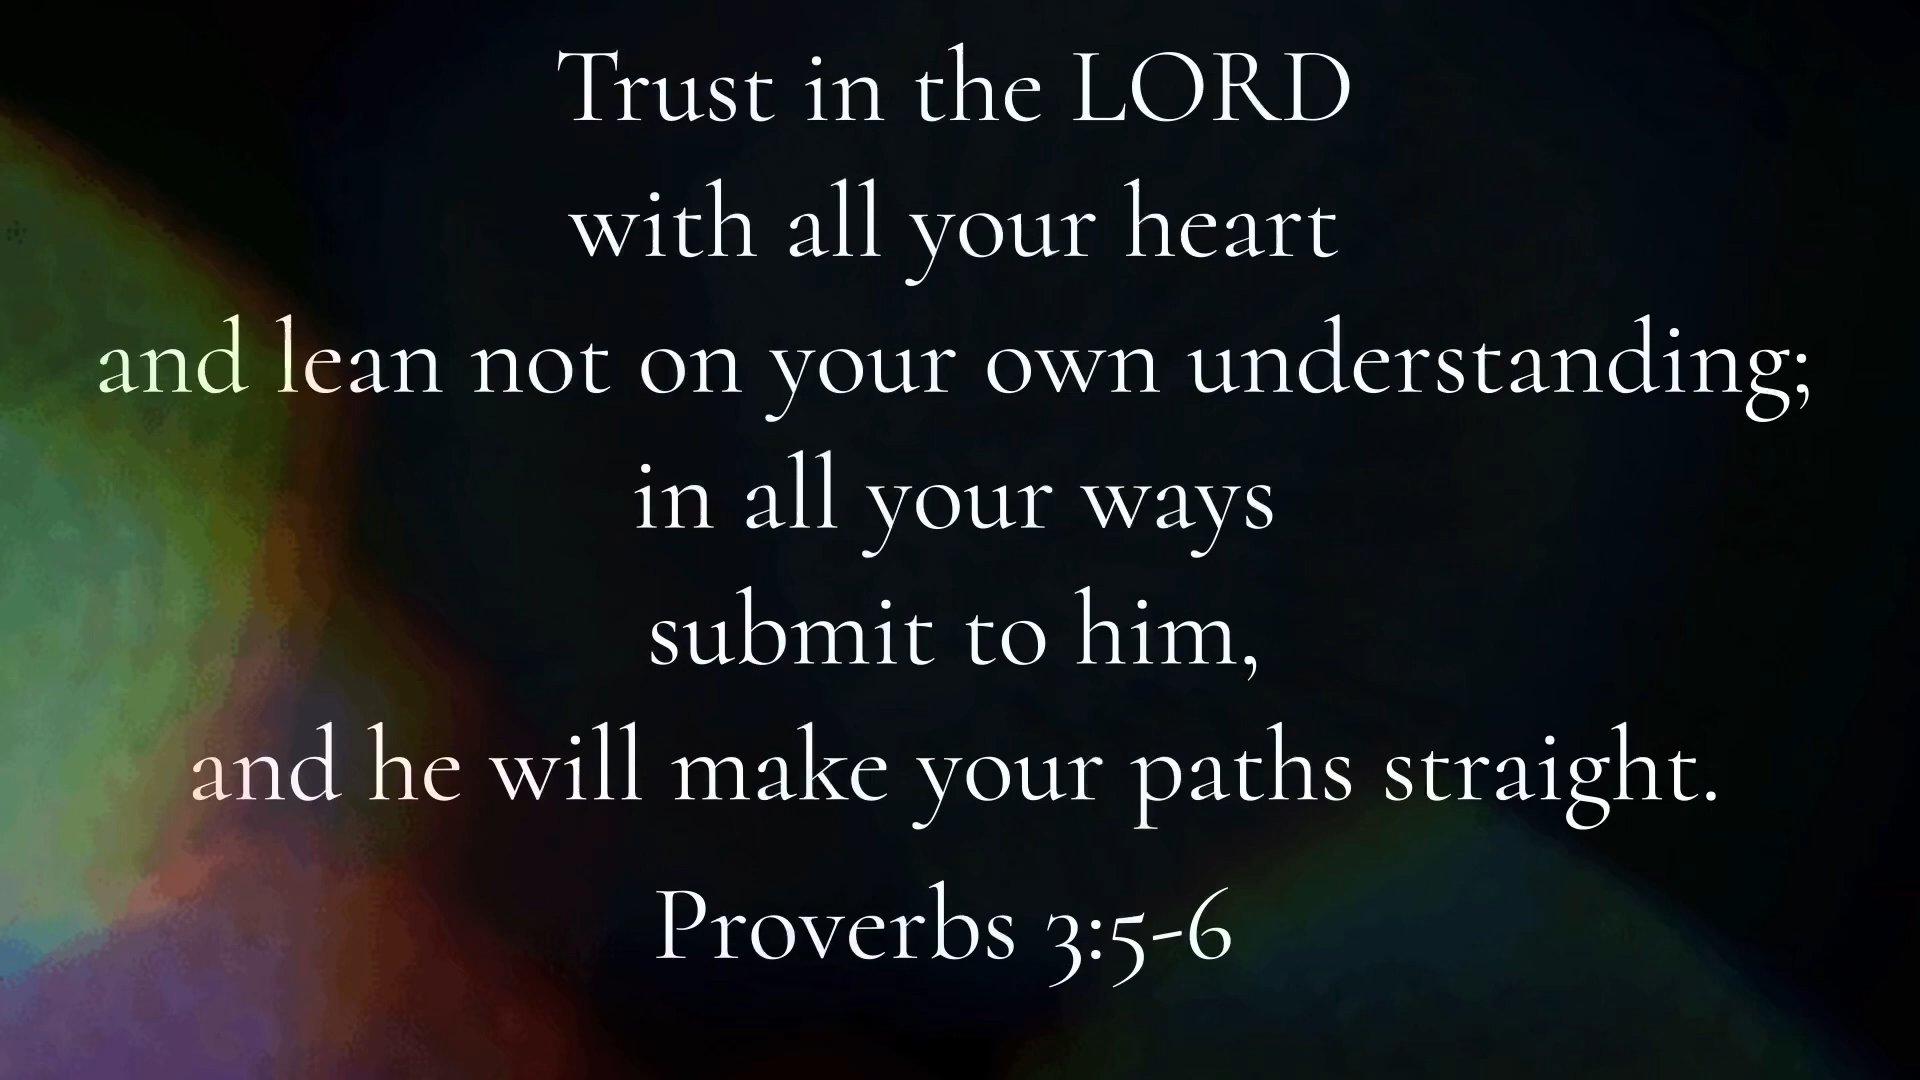 Trust in the LORD
with all your heart
and lean not on your own understanding;
in all your ways
submit to him,
and he will make your paths straight.
Proverbs 3:5-6